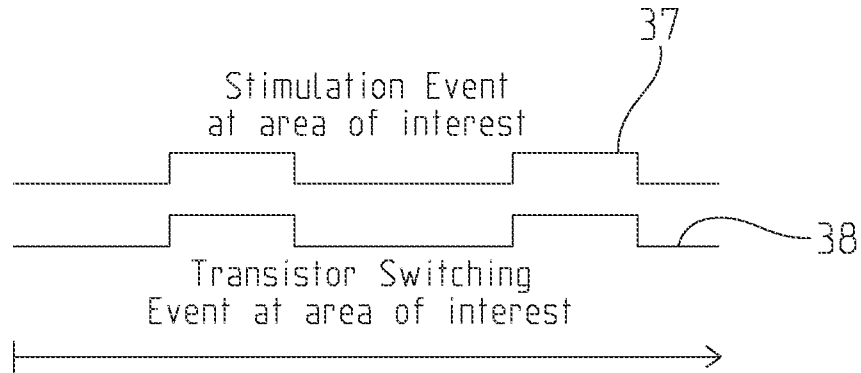 37
Stimulation Event
at area of interest
38
Transistor Switching
Event at area of interest